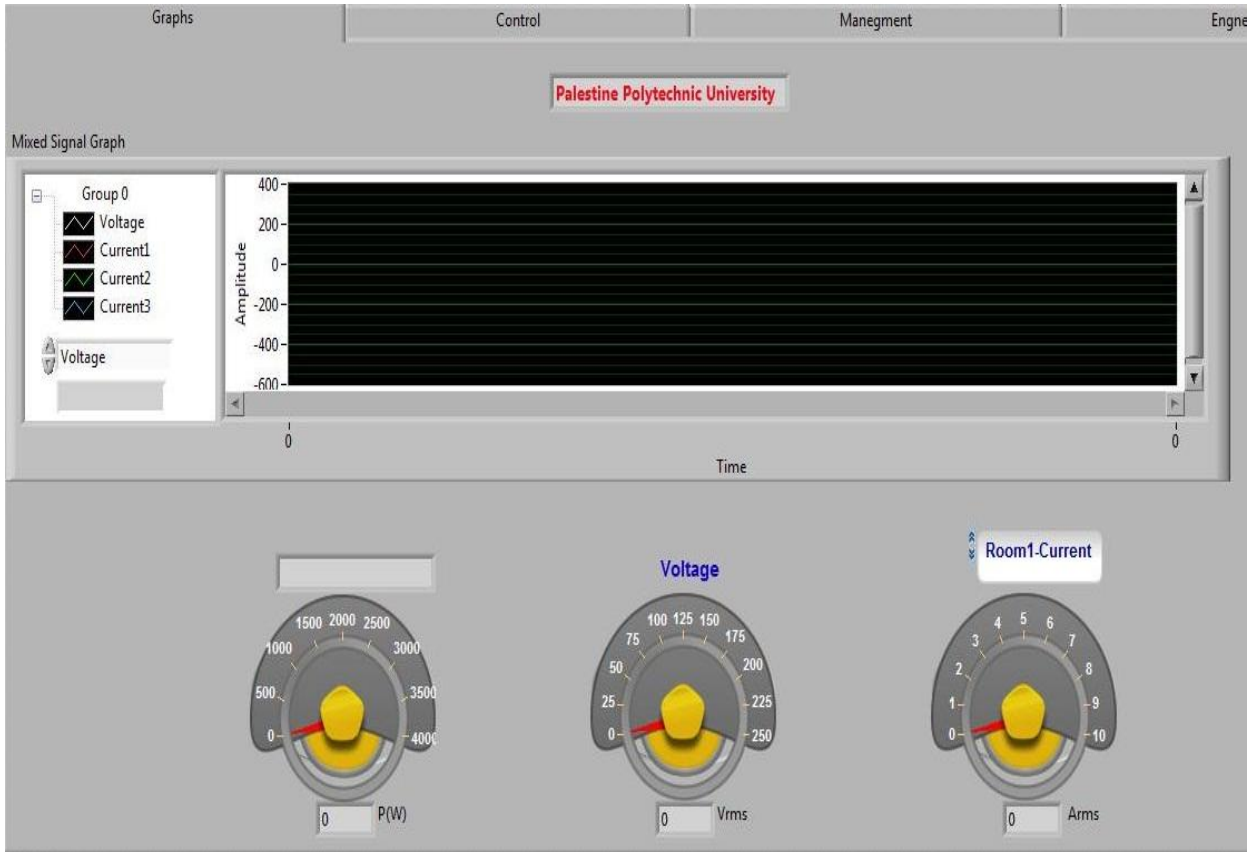 Graphs
Control
Manegment
Engne
Palestine Polytechnic University
Mixed Signal Graph
Group 0
Voltage
Current1
Current2
Current3
Voltage
Amplitude
400
200
0
-200
-400
-600
0
0
Time
Voltage
Room1-Current
0
500
1000
1500
2000
2500
3000
3500
4000
0
25
50
75
100
125
150
175
200
225
250
0
1
2
3
4
5
6
7
8
9
10
0 P(W)
0 Vrms
0 Arms